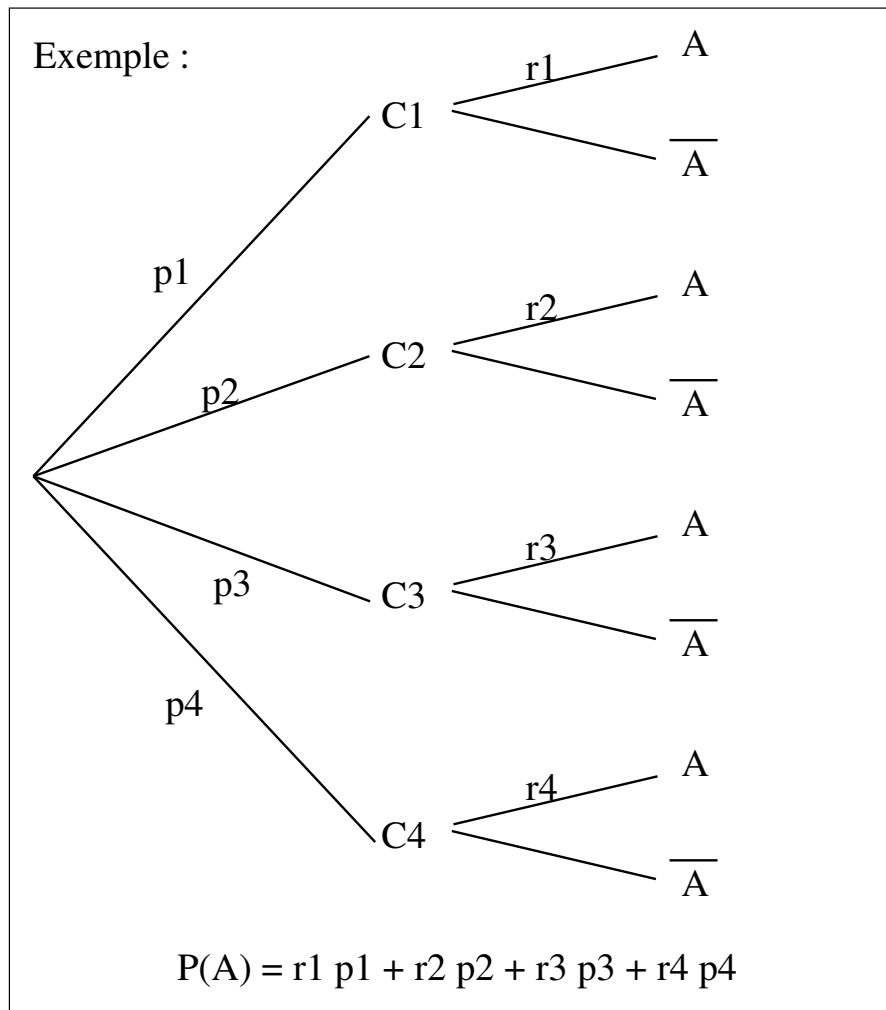 Exemple :
r1
A
C1
A̅
p1
r2
A
C2
p2
A̅
r3
A
p3
C3
A̅
p4
r4
A
C4
A̅
P(A) = r1 p1 + r2 p2 + r3 p3 + r4 p4